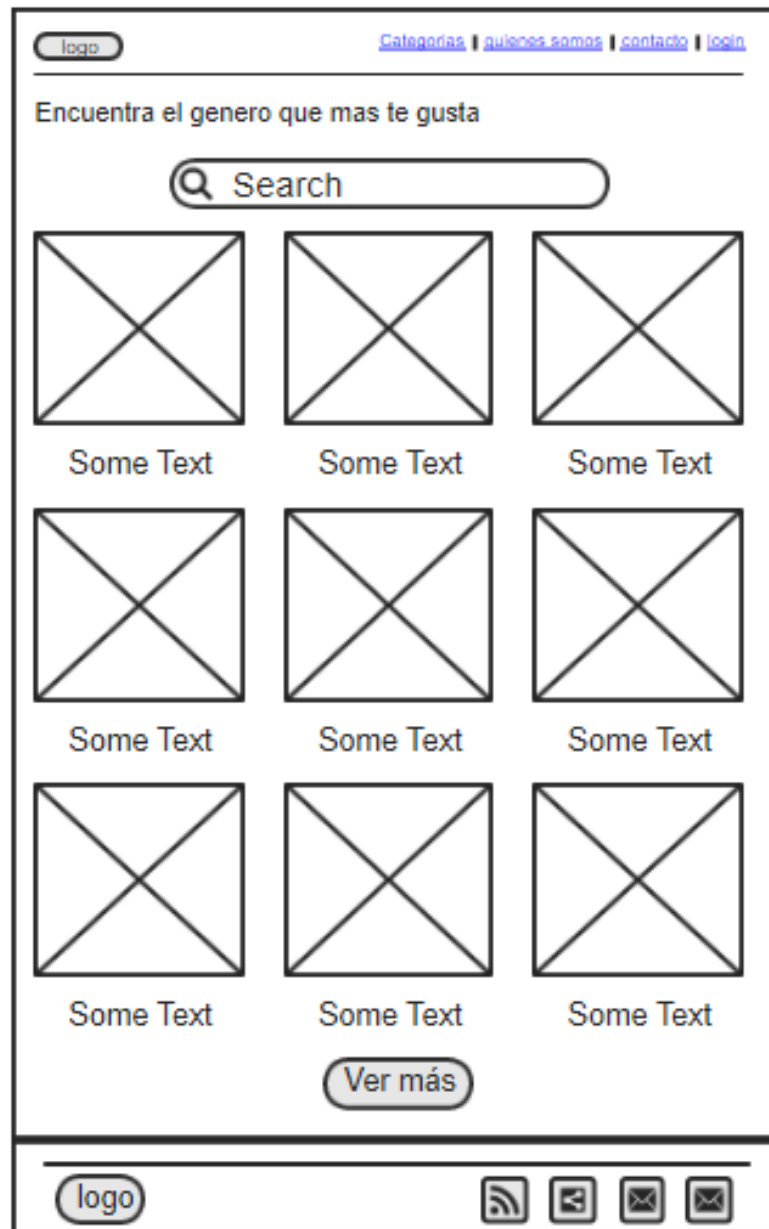 logo Categorias | quienes somos | contacto | login
Encuentra el genero que mas te gusta
Search
Some Text Some Text Some Text
Some Text Some Text Some Text
Some Text Some Text Some Text
Ver más
logo